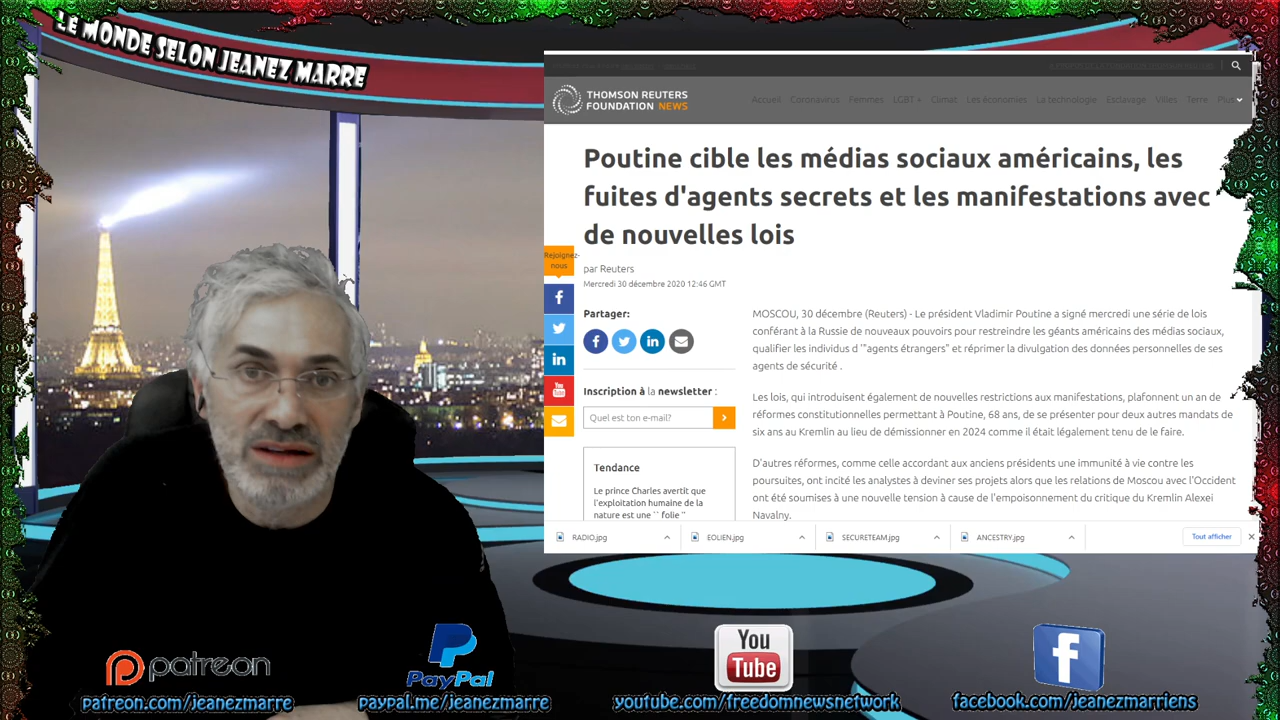 LE MONDE SELON JEANEZ MARRE
THOMSON REUTERS
FOUNDATION NEWS
Accueil Coronavirus Femmes LGBT + Climat Les économies La technologie Esclavage Villes Terre Plus
Poutine cible les médias sociaux américains, les
fuites d'agents secrets et les manifestations avec
de nouvelles lois
Rejoignez-
nous
par Reuters
Mercredi 30 décembre 2020 12:46 GMT
Partager:
Inscription à la newsletter :
Quel est ton e-mail?
Tendance
Le prince Charles avertit que
l'exploitation humaine de la
nature est une `` folie ''
MOSCOU, 30 décembre (Reuters) - Le président Vladimir Poutine a signé mercredi une série de lois
conférant à la Russie de nouveaux pouvoirs pour restreindre les géants américains des médias sociaux,
qualifier les individus d '"agents étrangers" et réprimer la divulgation des données personnelles de ses
agents de sécurité .
Les lois, qui introduisent également de nouvelles restrictions aux manifestations, plafonnent un an de
réformes constitutionnelles permettant à Poutine, 68 ans, de se présenter pour deux autres mandats de
six ans au Kremlin au lieu de démissionner en 2024 comme il était légalement tenu de le faire.
D'autres réformes, comme celle accordant aux anciens présidents une immunité à vie contre les
poursuites, ont incité les analystes à deviner ses projets alors que les relations de Moscou avec l'Occident
ont été soumises à une nouvelle tension à cause de l'empoisonnement du critique du Kremlin Alexei
Navalny.
RADIO.jpg EOLIEN.jpg SECURETEAM.jpg ANCESTRY.jpg Tout afficher
patreon
PayPal
You
Tube
patreon.com/jeanezmarre
paypal.me/jeanezmarre
youtube.com/freedomnewsnetwork
facebook.com/jeanezmarriens